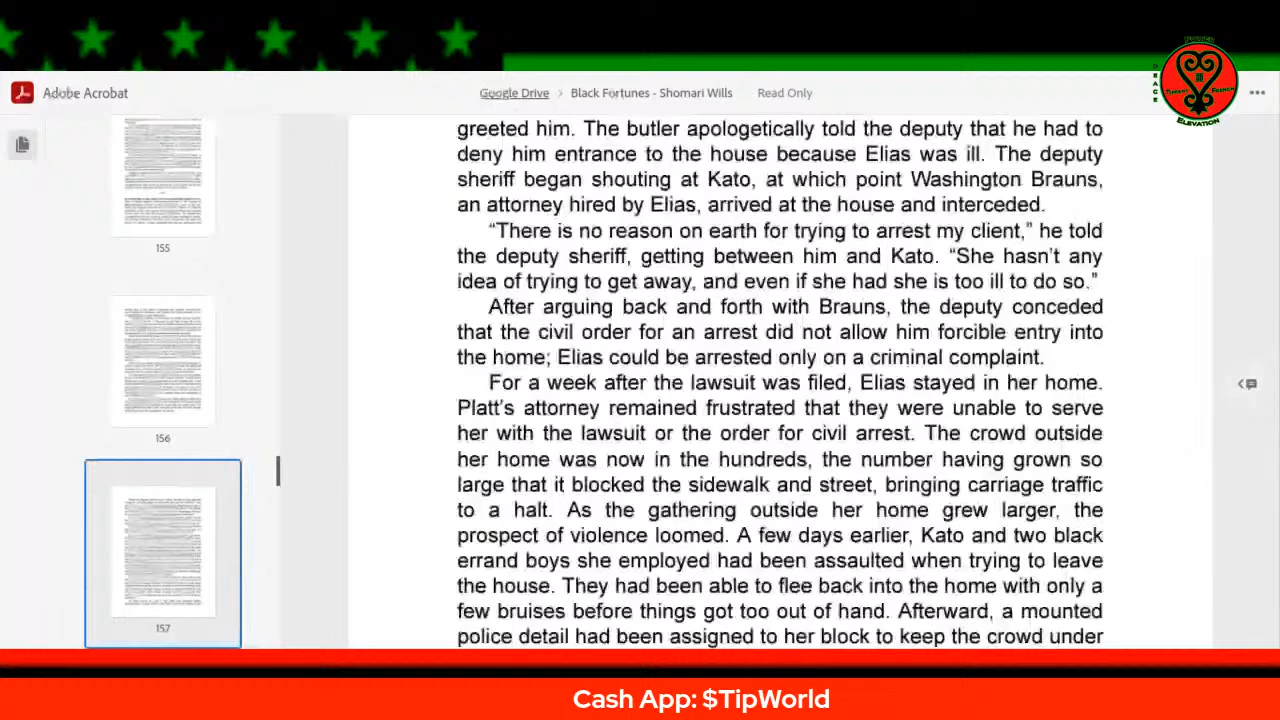 POWER
PEACE
TIFFANY FRENCH
ELEVATION
Adobe Acrobat
Google Drive > Black Fortunes - Shomari Wills Read Only
155
156
157
greeted him. The butler apologetically told the deputy that he had to
deny him entrance to the house because Elias was ill. The deputy
sheriff began shouting at Kato, at which point Washington Brauns,
an attorney hired by Elias, arrived at the house and interceded.
“There is no reason on earth for trying to arrest my client,” he told
the deputy sheriff, getting between him and Kato. “She hasn’t any
idea of trying to get away, and even if she had she is too ill to do so.”
After arguing back and forth with Brauns, the deputy conceded
that the civil order for an arrest did not allow him forcible entry into
the home; Elias could be arrested only on a criminal complaint.
For a week after the lawsuit was filed, Elias stayed in her home.
Platt’s attorney remained frustrated that they were unable to serve
her with the lawsuit or the order for civil arrest. The crowd outside
her home was now in the hundreds, the number having grown so
large that it blocked the sidewalk and street, bringing carriage traffic
to a halt. As the gathering outside her home grew larger, the
prospect of violence loomed. A few days earlier, Kato and two black
errand boys she employed had been assaulted when trying to leave
the house. They had been able to flee back into the home with only a
few bruises before things got too out of hand. Afterward, a mounted
police detail had been assigned to her block to keep the crowd under
Cash App: $TipWorld